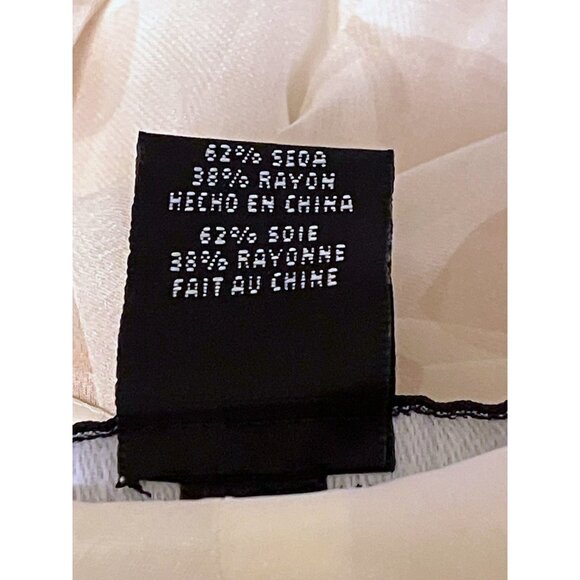 62% SEDA
38% RAYON
HECHO EN CHINA
62% SOIE
38% RAYONNE
FAIT AU CHINE